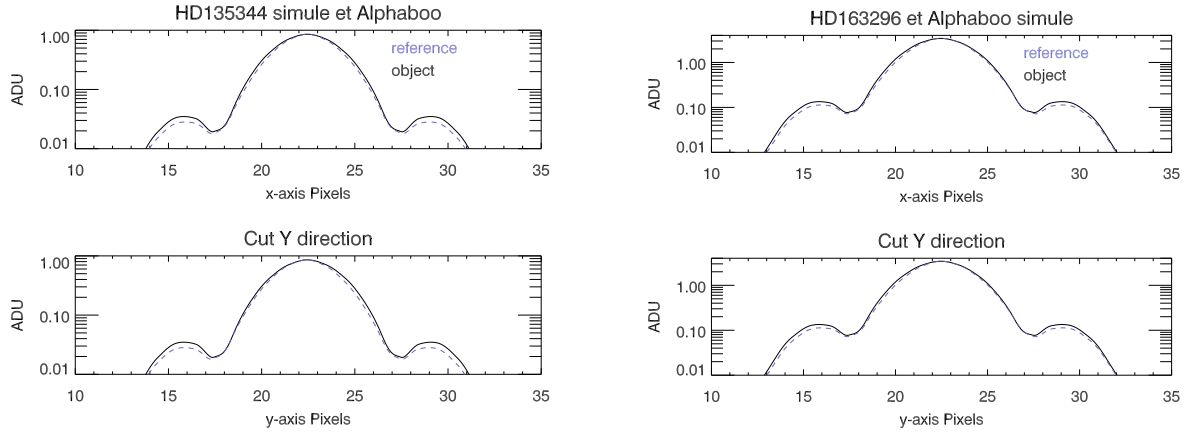 HD135344 simule et Alphaboo
1.00
0.10
0.01
ADU
reference
object
10 15 20 25 30 35
x-axis Pixels
HD163296 et Alphaboo simule
1.00
0.10
0.01
ADU
reference
object
10 15 20 25 30 35
x-axis Pixels
Cut Y direction
1.00
0.10
0.01
ADU
10 15 20 25 30 35
y-axis Pixels
Cut Y direction
1.00
0.10
0.01
ADU
10 15 20 25 30 35
y-axis Pixels